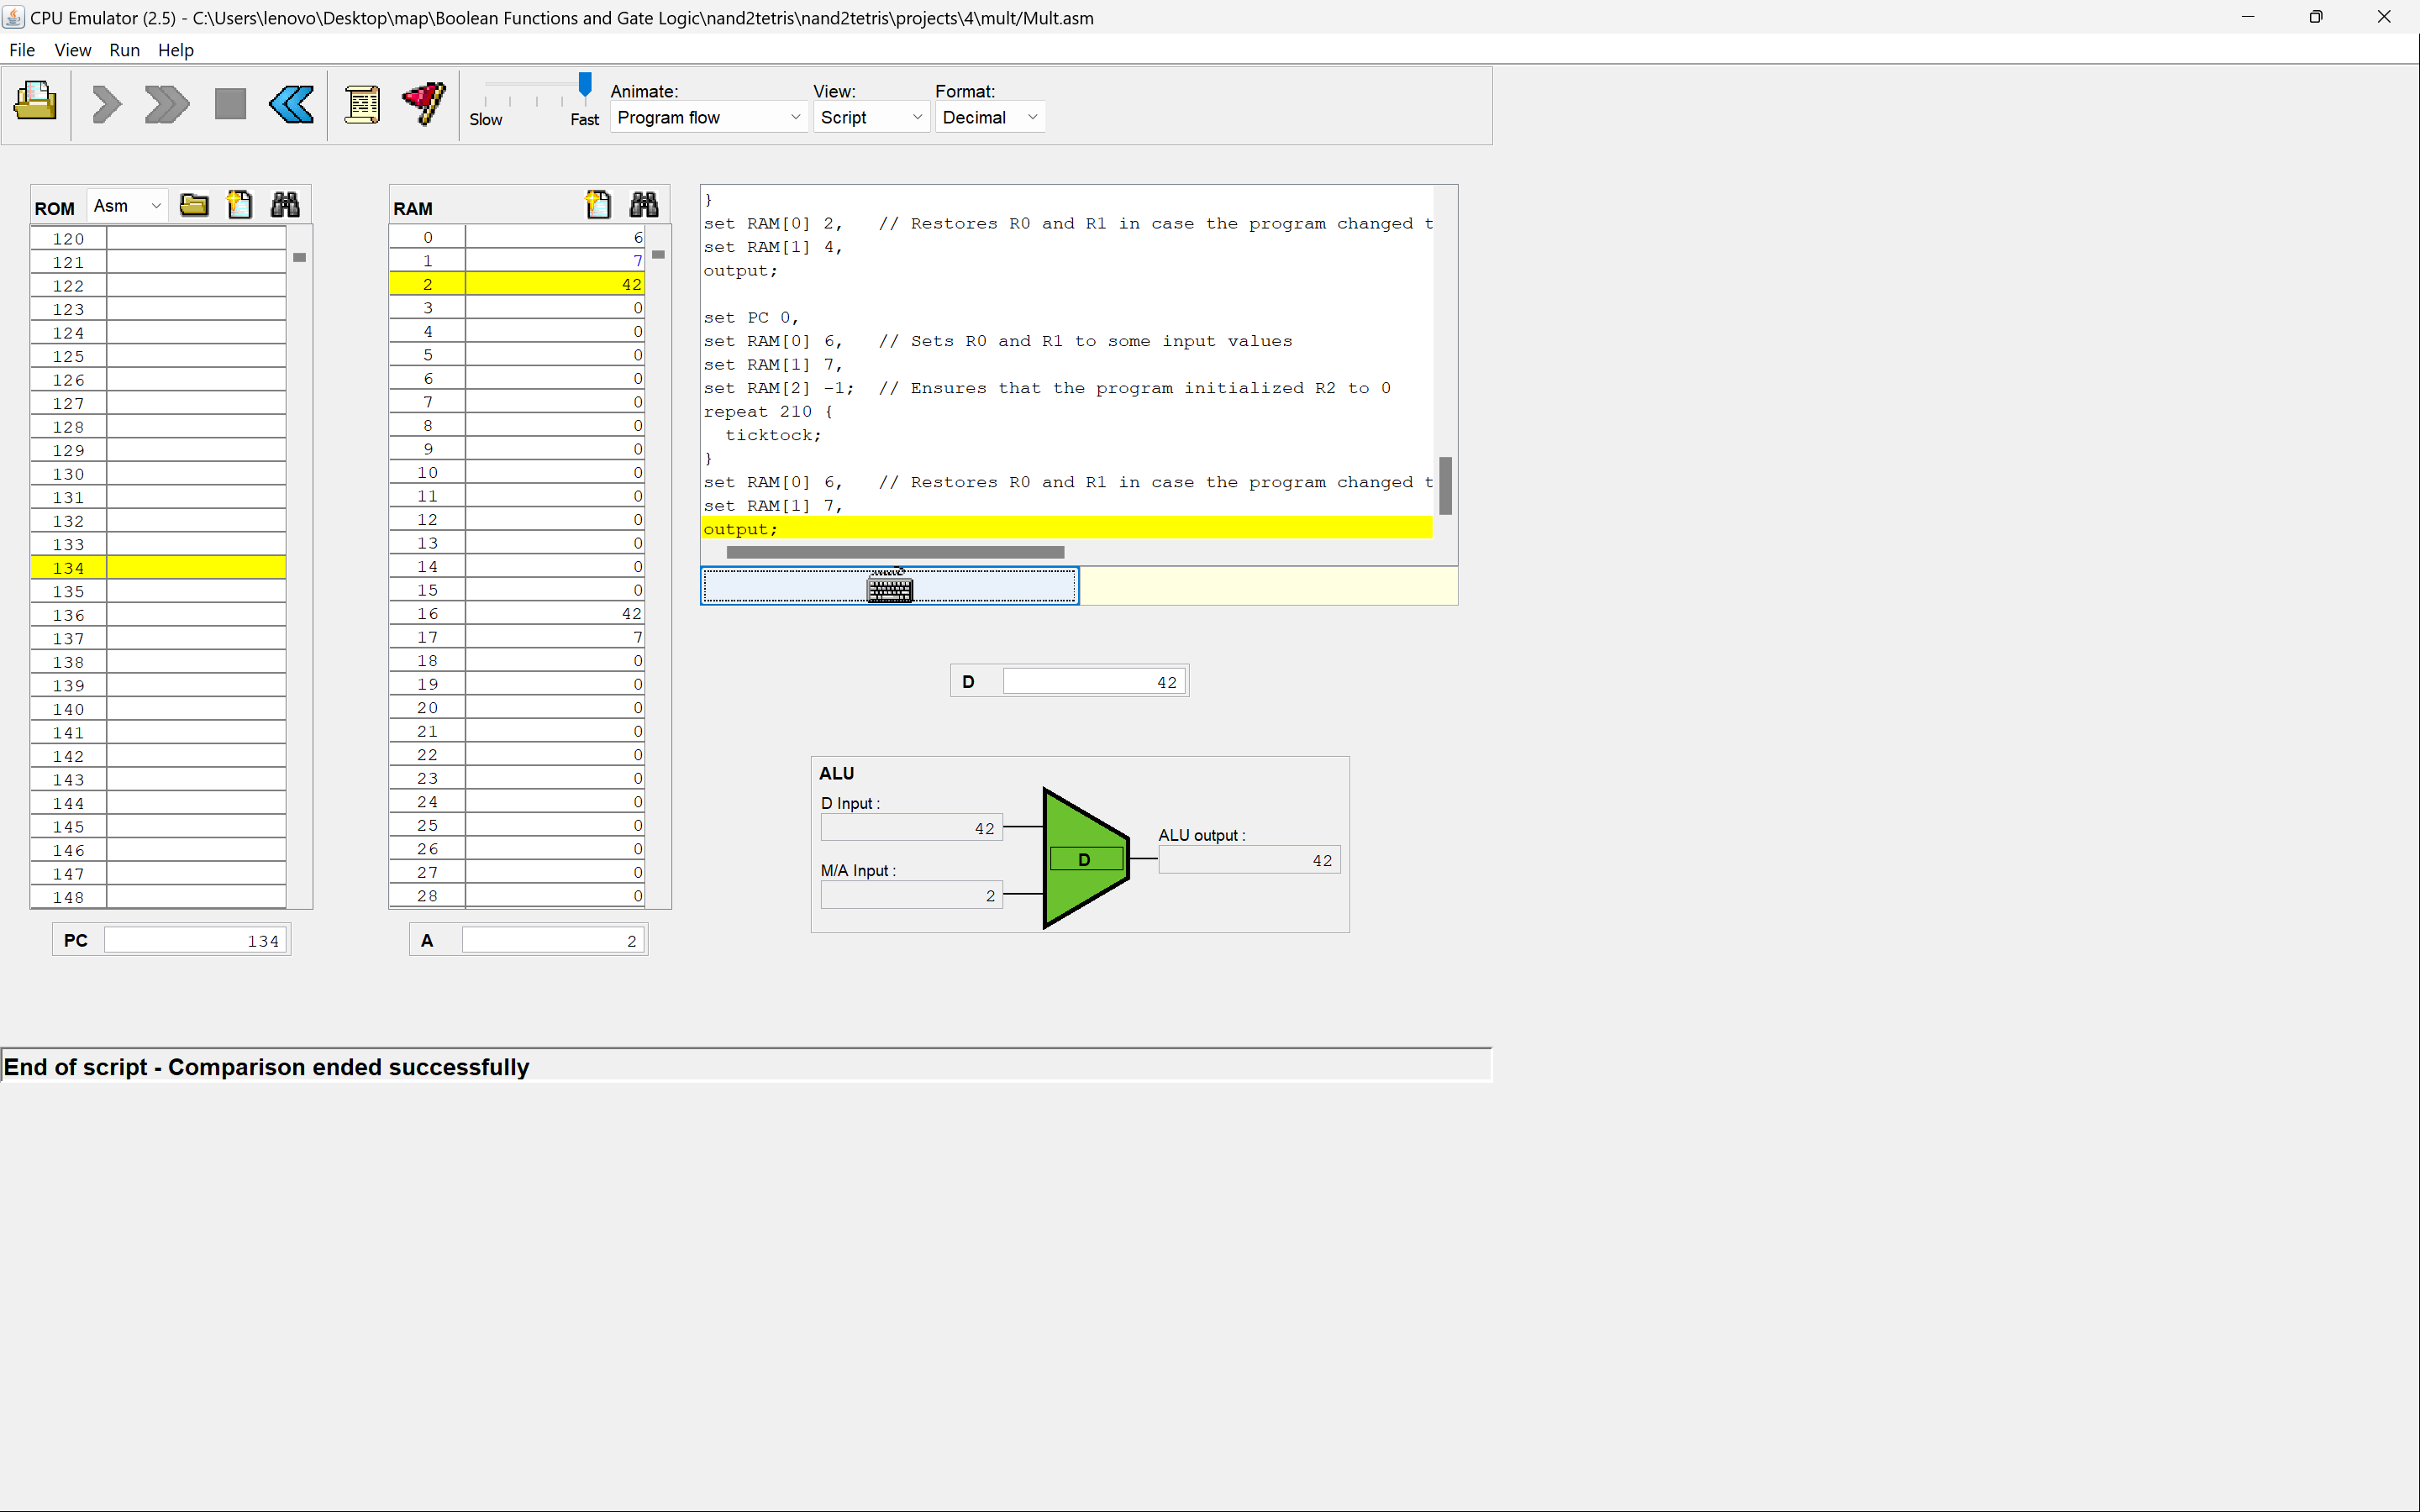 CPU Emulator (2.5) - C:\Users\lenovo\Desktop\map\Boolean Functions and Gate Logic\nand2tetris\nand2tetris\projects\4\mult/Mult.asm
File View Run Help
Slow Fast
Animate:
Program flow
View:
Script
Format:
Decimal
ROM Asm
120
121
122
123
124
125
126
127
128
129
130
131
132
133
134
135
136
137
138
139
140
141
142
143
144
145
146
147
148
PC 134
RAM
0 6
1 7
2 42
3 0
4 0
5 0
6 0
7 0
8 0
9 0
10 0
11 0
12 0
13 0
14 0
15 0
16 42
17 7
18 0
19 0
20 0
21 0
22 0
23 0
24 0
25 0
26 0
27 0
28 0
A 2
}
set RAM[0] 2,   // Restores R0 and R1 in case the program changed t
set RAM[1] 4,
output;
set PC 0,
set RAM[0] 6,   // Sets R0 and R1 to some input values
set RAM[1] 7,
set RAM[2] -1;  // Ensures that the program initialized R2 to 0
repeat 210 {
  ticktock;
}
set RAM[0] 6,   // Restores R0 and R1 in case the program changed t
set RAM[1] 7,
output;
D 42
ALU
D Input :
42
M/A Input :
2
D
ALU output :
42
End of script - Comparison ended successfully